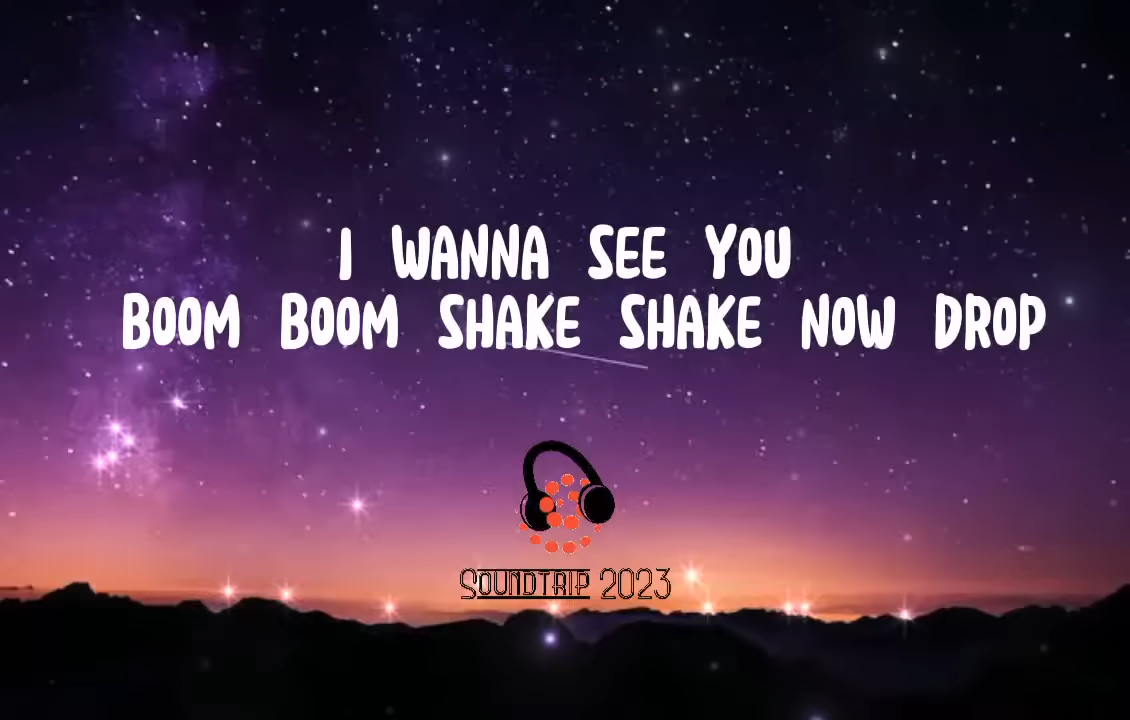 I WANNA SEE YOU
BOOM BOOM SHAKE SHAKE NOW DROP
SOUNDTRIP 2023